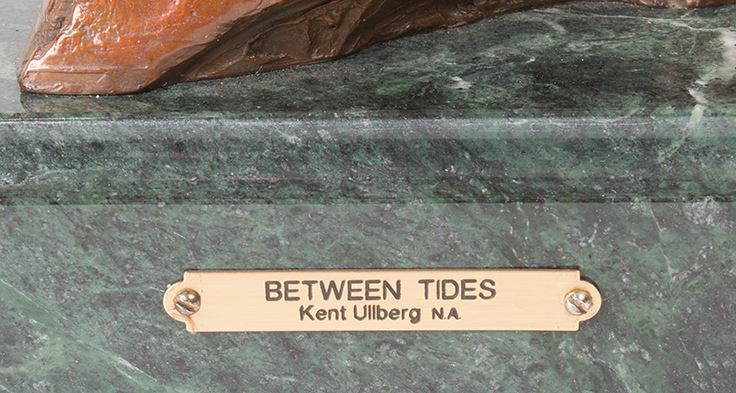 BETWEEN TIDES
Kent Ullberg N.A.